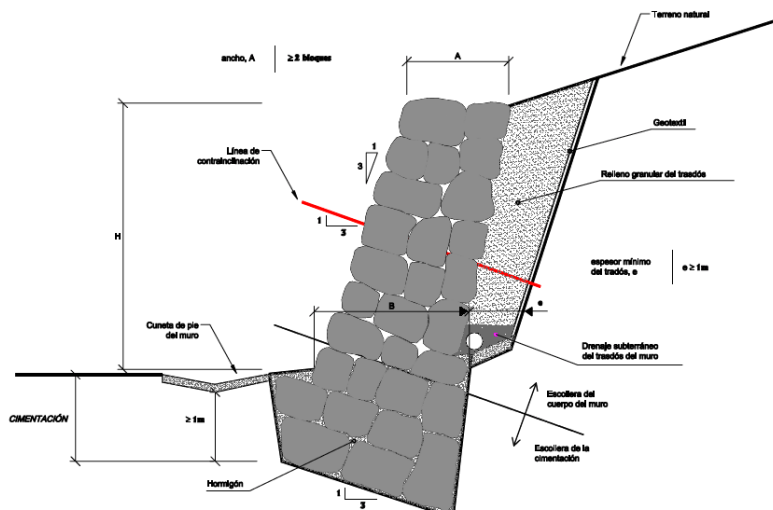 Terreno natural
ancho, A
≥ 2 bloques
A
Geotextil
Línea de
contrainclinación
1
3
Relleno granular del trasdós
H
1
3
espesor mínimo
del tradós, e
e ≥ 1m
B
e
Cuneta de pie
del muro
Drenaje subterráneo
del trasdós del muro
Escollera del
cuerpo del muro
CIMENTACIÓN
≥ 1m
Escollera de la
cimentación
Hormigón
1
3